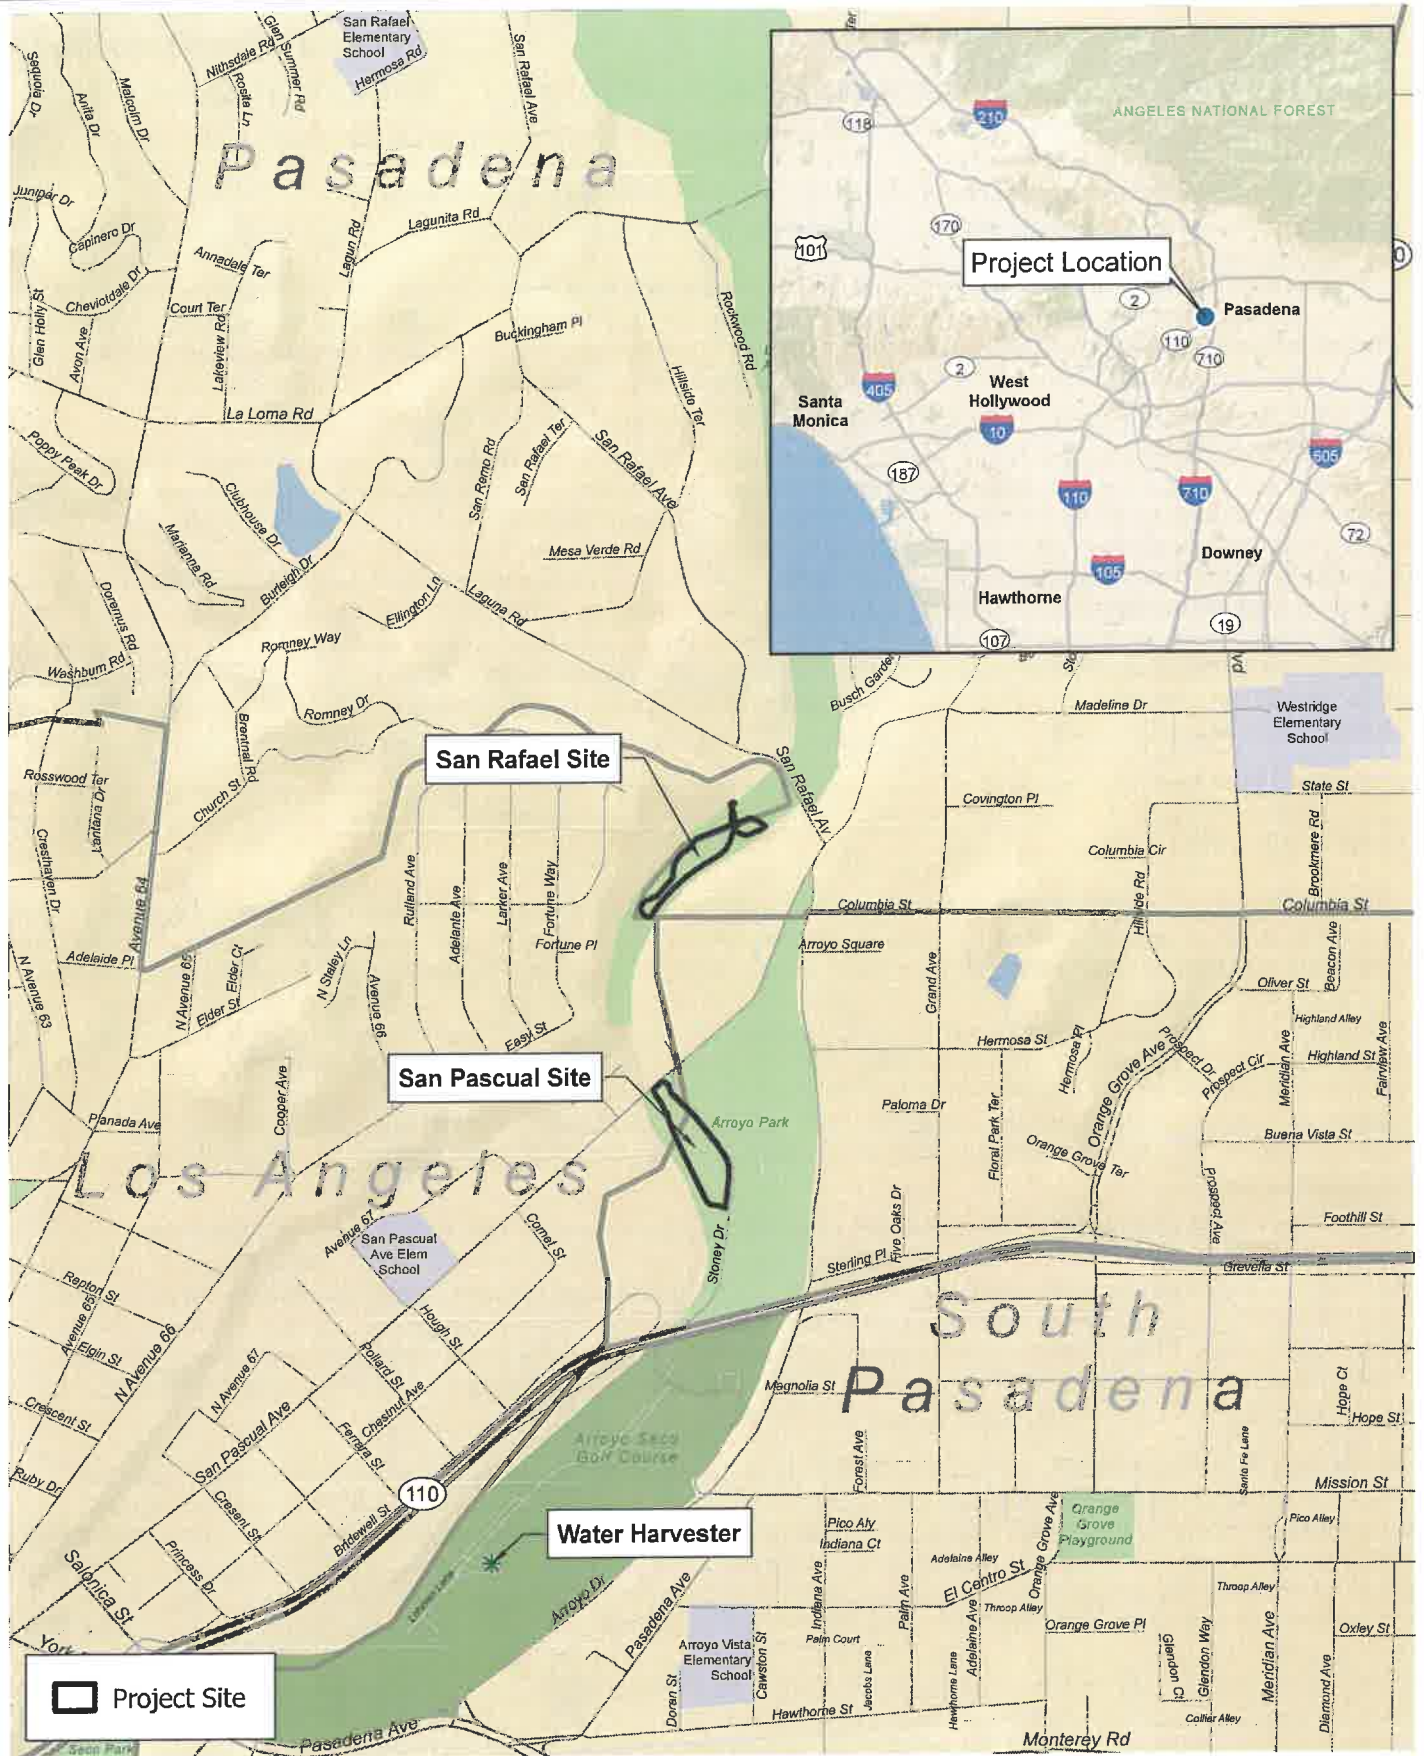 San Rafael
Elementary
School
Hermosa Rd
Nithsdale Rd
Glen Summer Rd
Rosita Ln
San Rafael Ave
Sequoia Dr
Anita Dr
Malcolm Dr
Pasadena
Juniper Dr
Capinero Dr
Lagunita Rd
Lagun Rd
Annadale Ter
Cheviotdale Dr
Court Ter
Glen Holly St
Avon Ave
Lakeview Rd
Buckingham Pl
Rockwood Rd
Hillside Ter
La Loma Rd
Poppy Peak Dr
San Remo Rd
San Rafael Ter
San Rafael Ave
Clubhouse Dr
Marianna Rd
Burleigh Dr
Mesa Verde Rd
Ellington Ln
Laguna Rd
Doremus Rd
Romney Way
Washburn Rd
Romney Dr
Brentnal Rd
Church St
Rosswood Ter
Cresthaven Dr
Avenue 64
Adelaide Pl
N Avenue 63
N Avenue 65
Elder Ct
Elder St
N Staley Ln
Avenue 66
Rutland Ave
Adelante Ave
Larker Ave
Fortune Way
Fortune Pl
Easy St
San Rafael Site
San Rafael Av
San Pascual Site
Arroyo Park
ANGELES NATIONAL FOREST
210
118
170
101
Project Location
2
Pasadena
110
710
2
405
West
Hollywood
Santa
Monica
10
187
605
110
710
72
105
Downey
Hawthorne
107
19
Busch Garden
Madeline Dr
Westridge
Elementary
School
State St
Covington Pl
Brookmere Rd
Columbia Cir
Hillside Rd
Columbia St
Columbia St
Arroyo Square
Grand Ave
Beacon Ave
Oliver St
Highland Alley
Hermosa St
Hermosa Pl
Orange Grove Ave
Prospect Dr
Prospect Cir
Meridian Ave
Highland St
Fairview Ave
Paloma Dr
Floral Park Ter
Orange Grove Ter
Buena Vista St
Prospect Ave
Foothill St
Five Oaks Dr
Sterling Pl
Grevelia St
Planada Ave
Cooper Ave
Los Angeles
Avenue 67
San Pascual
Ave Elem
School
Comet St
Stoney Dr
Repton St
Avenue 65
Elgin St
N Avenue 66
Hough St
Pollard St
N Avenue 67
Chestnut Ave
Crescent St
San Pascual Ave
Ferrara St
Ruby Dr
Cresent St
Bridewell St
Princess Dr
Salonica St
110
South
Pasadena
Magnolia St
Arroyo Seco
Golf Course
Forest Ave
Hope Ct
Hope St
Santa Fe Lane
Mission St
Water Harvester
Pico Aly
Indiana Ct
Orange
Grove
Playground
Pico Alley
Adelaine Alley
El Centro St
Orange Grove Ave
Indiana Ave
Palm Ave
Throop Alley
Throop Alley
Adelaine Ave
Orange Grove Pl
Oxley St
Arroyo Dr
Pasadena Ave
Arroyo Vista
Elementary
School
Doran St
Cawston St
Palm Court
Jacobs Lane
Hawthorne Lane
Glendon Ct
Glendon Way
Meridian Ave
Diamond Ave
Hawthorne St
Collier Alley
Monterey Rd
York
Project Site
Pasadena Ave
Seco Park